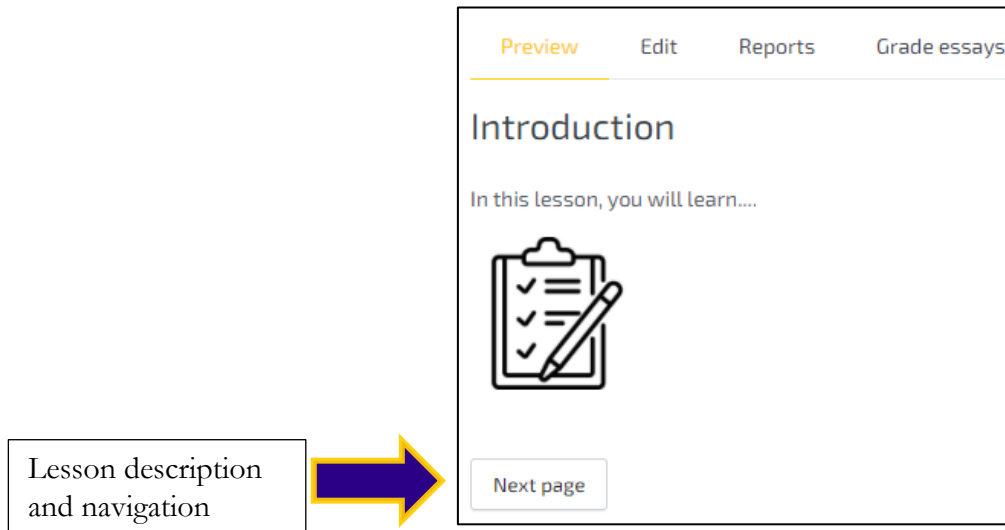 Preview Edit Reports Grade essays
Introduction
In this lesson, you will learn....
Lesson description
and navigation
Next page